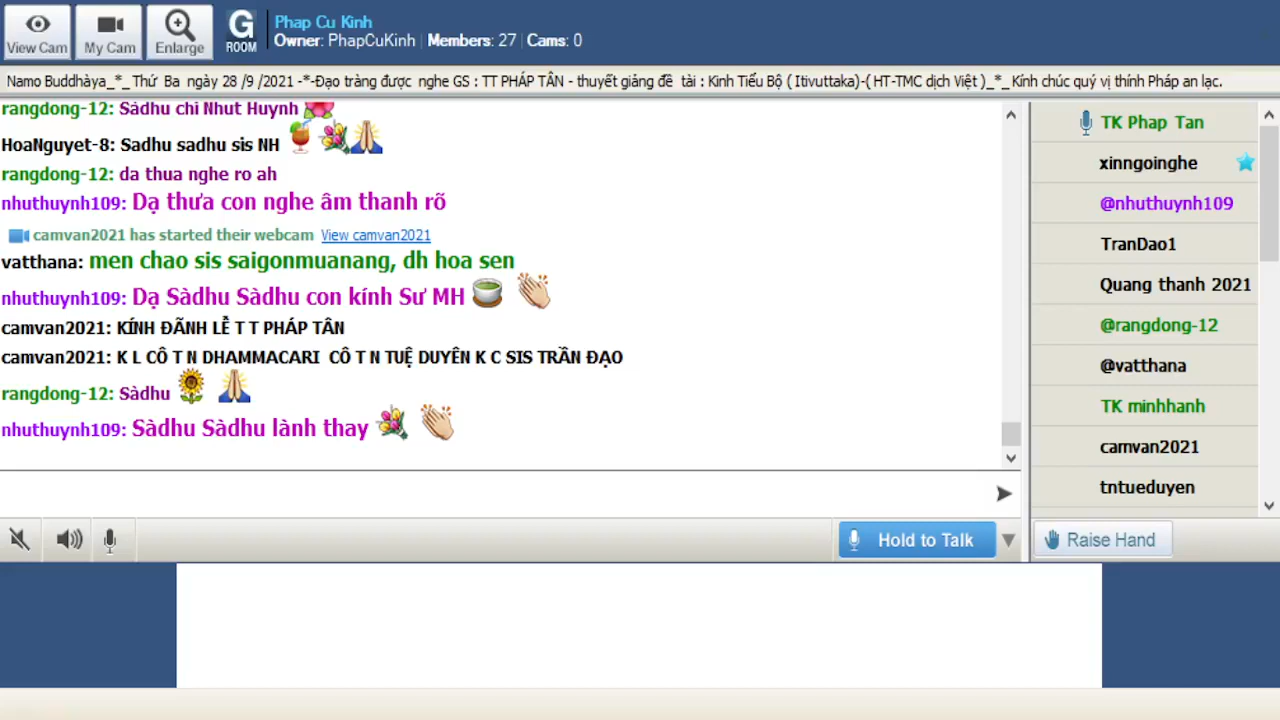 View Cam
My Cam
Enlarge
G
ROOM
Phap Cu Kinh
Owner: PhapCuKinh | Members: 27 | Cams: 0
Namo Buddhàya_*_Thứ Ba ngày 28 /9 /2021 -*-Đạo tràng được nghe GS : TT PHÁP TÂN - thuyết giảng đề tài : Kinh Tiểu Bộ ( Itivuttaka)-( HT-TMC dịch Việt )_*_Kính chúc quý vị thính Pháp an lạc.
rangdong-12: Sàdhu chi Nhut Huynh
HoaNguyet-8: Sadhu sadhu sis NH
rangdong-12: da thua nghe ro ah
nhuthuynh109: Dạ thưa con nghe âm thanh rõ
camvan2021 has started their webcam View camvan2021
vatthana: men chao sis saigonmuanang, dh hoa sen
nhuthuynh109: Dạ Sàdhu Sàdhu con kính Sư MH
camvan2021: KÍNH ĐÃNH LỄ T T PHÁP TÂN
camvan2021: K L CÔ T N DHAMMACARI CÔ T N TUỆ DUYÊN K C SIS TRẦN ĐẠO
rangdong-12: Sàdhu
nhuthuynh109: Sàdhu Sàdhu lành thay
TK Phap Tan
xinngoinghe
@nhuthuynh109
TranDao1
Quang thanh 2021
@rangdong-12
@vatthana
TK minhhanh
camvan2021
tntueduyen
Hold to Talk
Raise Hand